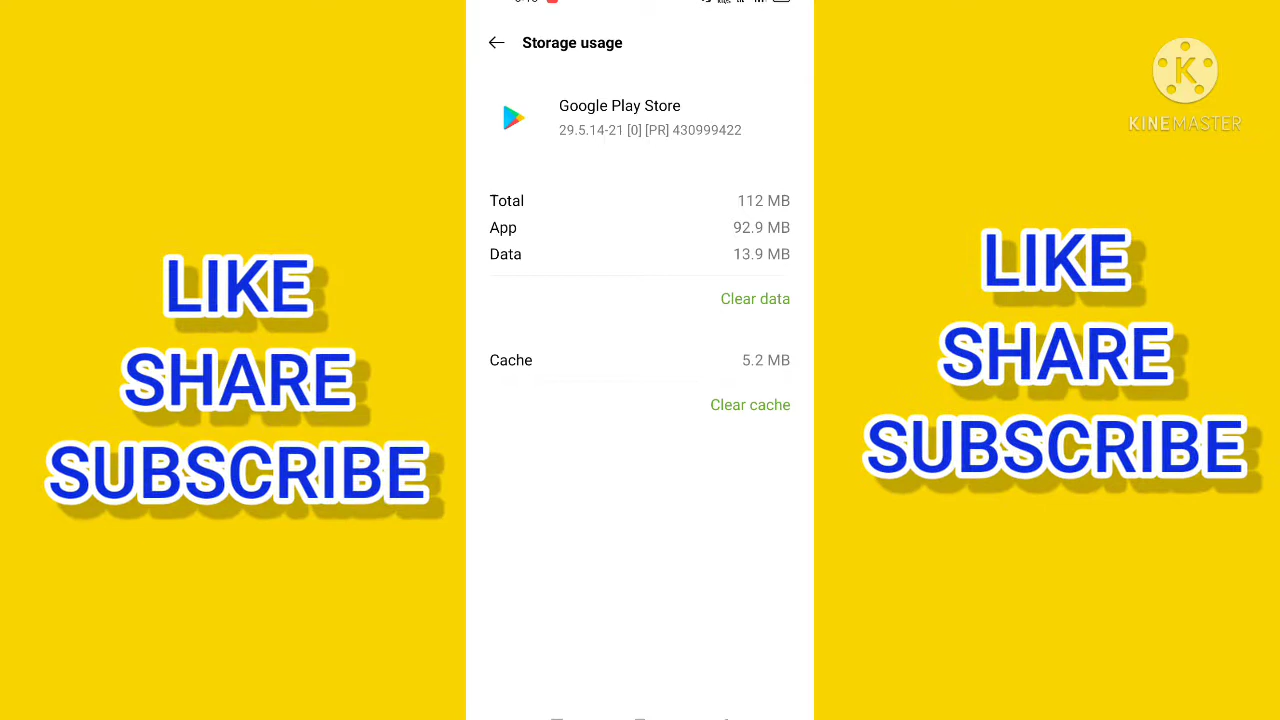 Storage usage
Google Play Store
29.5.14-21 [0] [PR] 430999422
Total 112 MB
App 92.9 MB
Data 13.9 MB
Clear data
Cache 5.2 MB
Clear cache
LIKE
SHARE
SUBSCRIBE
K
KINEMASTER
LIKE
SHARE
SUBSCRIBE